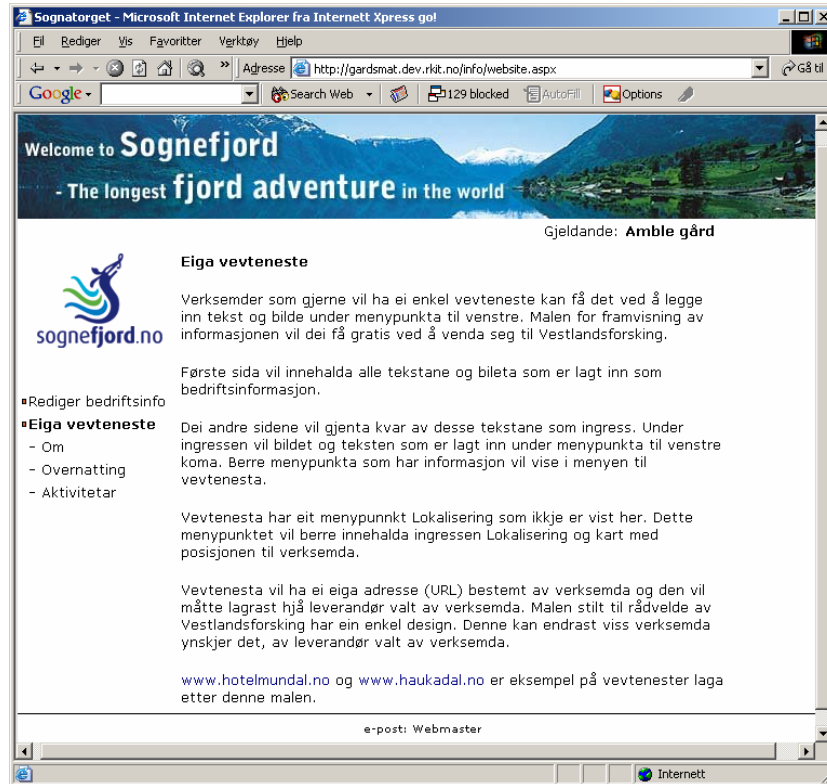 Sognatorget - Microsoft Internet Explorer fra Internett Xpress go!
Fil Rediger Vis Favoritter Verktøy Hjelp
» Adresse http://gardsmat.dev.rkit.no/info/website.aspx Gå til
Google Search Web 129 blocked AutoFill Options
Welcome to Sognefjord
- The longest fjord adventure in the world
Gjeldande: Amble gård
sognefjord.no
Rediger bedriftsinfo
Eiga vevteneste
- Om
- Overnatting
- Aktivitetar
Eiga vevteneste
Verksemder som gjerne vil ha ei enkel vevteneste kan få det ved å legge
inn tekst og bilde under menypunkta til venstre. Malen for framvisning av
informasjonen vil dei få gratis ved å venda seg til Vestlandsforsking.
Første sida vil innehalda alle tekstane og bileta som er lagt inn som
bedriftsinformasjon.
Dei andre sidene vil gjenta kvar av desse tekstane som ingress. Under
ingressen vil bildet og teksten som er lagt inn under menypunkta til venstre
koma. Berre menypunkta som har informasjon vil vise i menyen til
vevtenesta.
Vevtenesta har eit menypunnkt Lokalisering som ikkje er vist her. Dette
menypunktet vil berre innehalda ingressen Lokalisering og kart med
posisjonen til verksemda.
Vevtenesta vil ha ei eiga adresse (URL) bestemt av verksemda og den vil
måtte lagrast hjå leverandør valt av verksemda. Malen stilt til rådvelde av
Vestlandsforsking har ein enkel design. Denne kan endrast viss verksemda
ynskjer det, av leverandør valt av verksemda.
www.hotelmundal.no og www.haukadal.no er eksempel på vevtenester laga
etter denne malen.
e-post: Webmaster
Internett